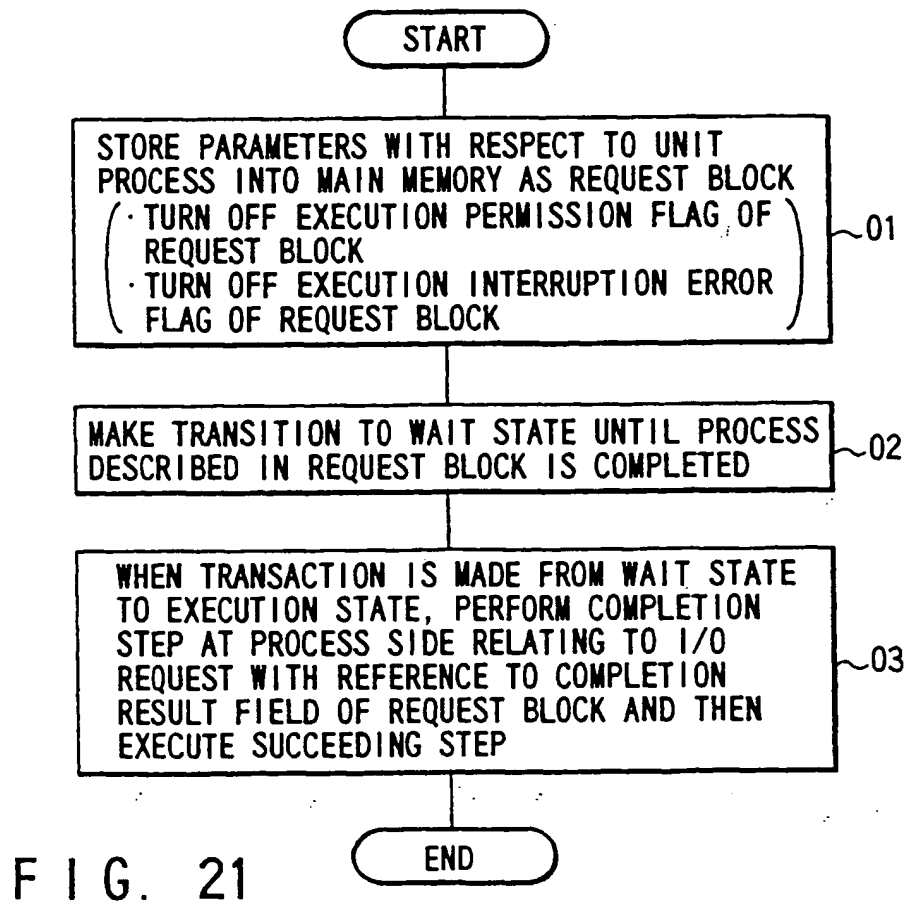 START
STORE PARAMETERS WITH RESPECT TO UNIT
PROCESS INTO MAIN MEMORY AS REQUEST BLOCK
· TURN OFF EXECUTION PERMISSION FLAG OF
REQUEST BLOCK
· TURN OFF EXECUTION INTERRUPTION ERROR
FLAG OF REQUEST BLOCK
01
MAKE TRANSITION TO WAIT STATE UNTIL PROCESS
DESCRIBED IN REQUEST BLOCK IS COMPLETED
02
WHEN TRANSACTION IS MADE FROM WAIT STATE
TO EXECUTION STATE, PERFORM COMPLETION
STEP AT PROCESS SIDE RELATING TO I/O
REQUEST WITH REFERENCE TO COMPLETION
RESULT FIELD OF REQUEST BLOCK AND THEN
EXECUTE SUCCEEDING STEP
03
END
FIG. 21